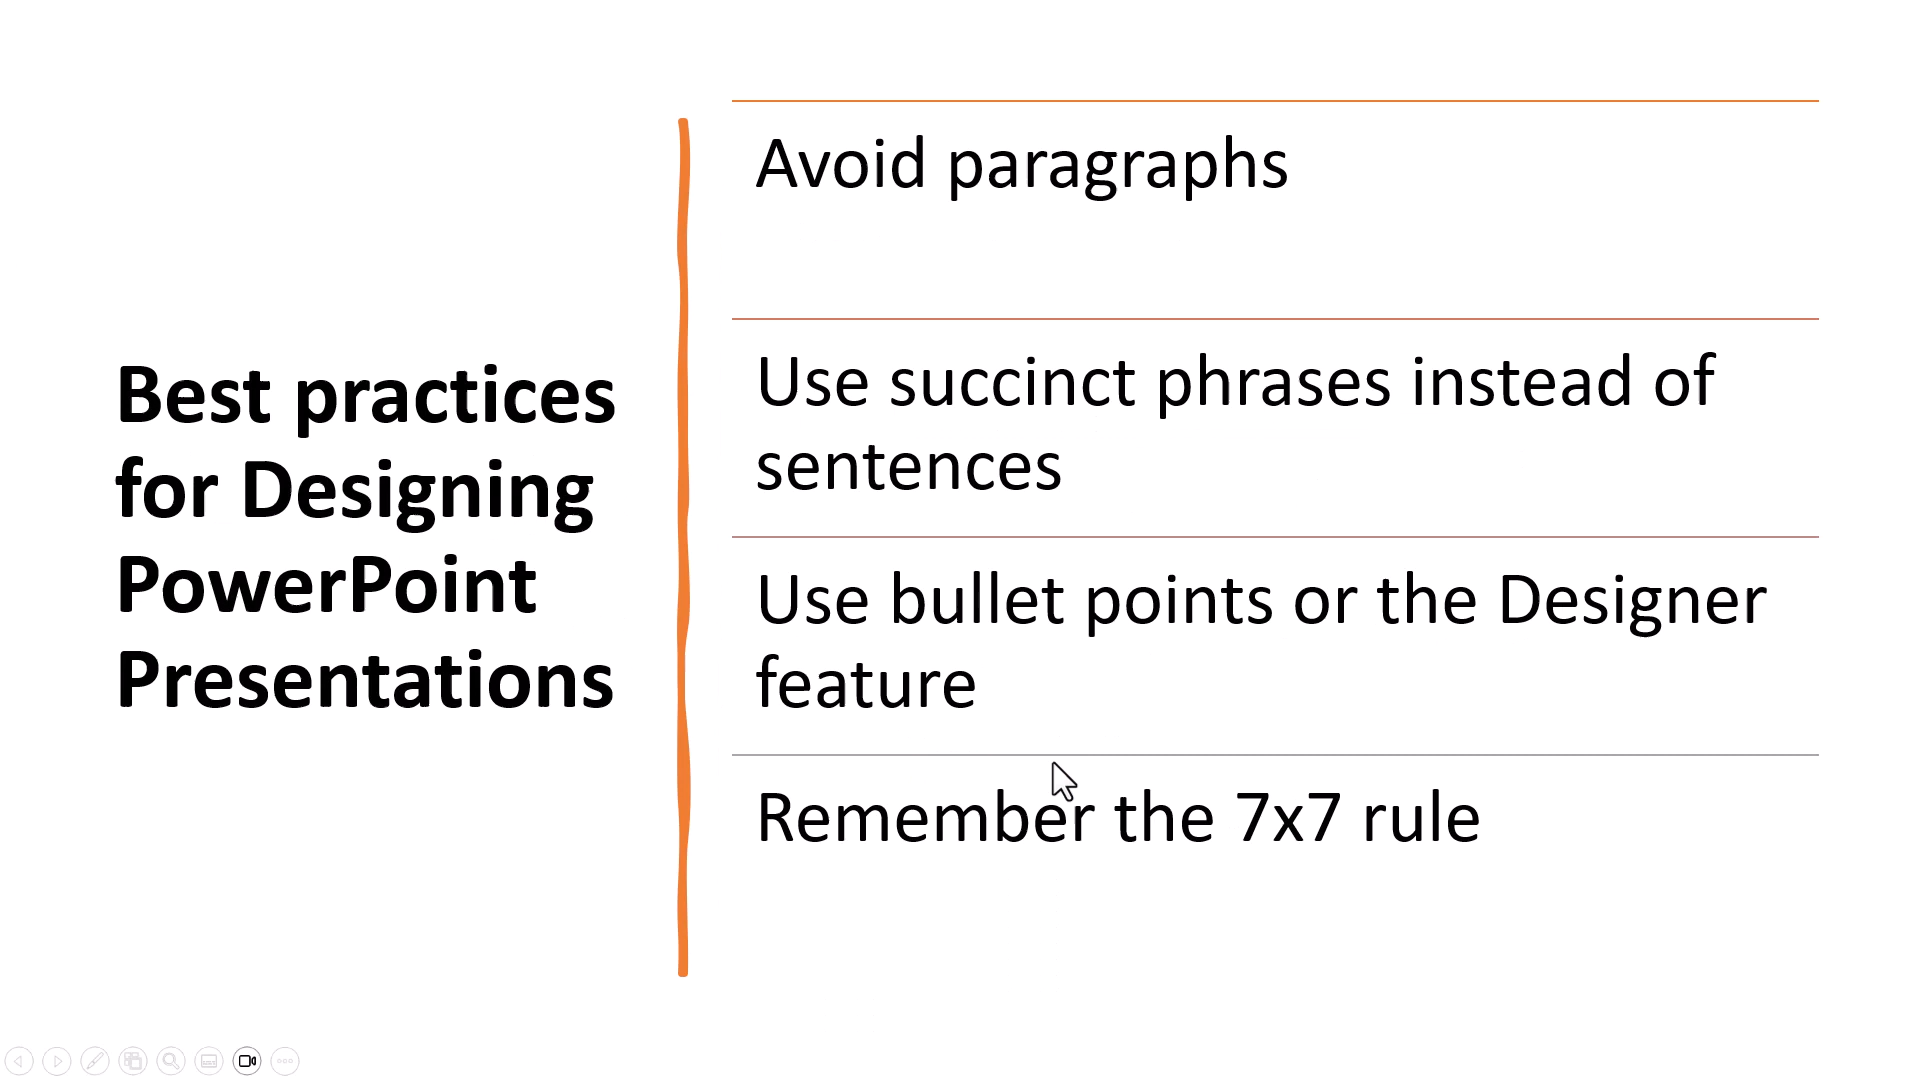 Best practices
for Designing
PowerPoint
Presentations
Avoid paragraphs
Use succinct phrases instead of
sentences
Use bullet points or the Designer
feature
Remember the 7x7 rule